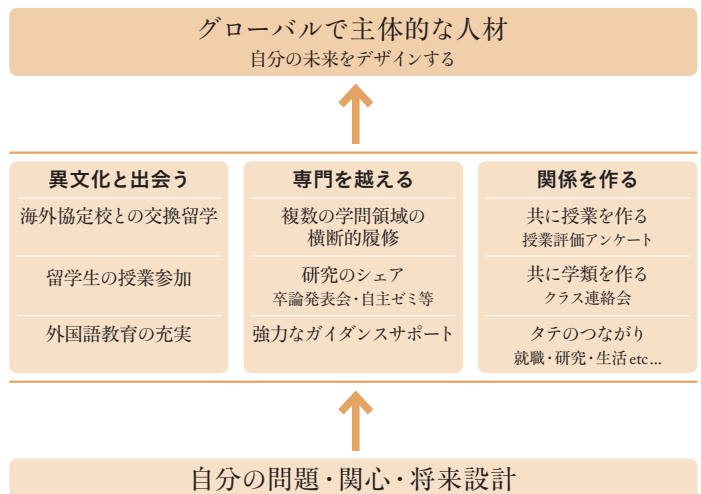 グローバルで主体的な人材
自分の未来をデザインする
異文化と出会う
海外協定校との交換留学
留学生の授業参加
外国語教育の充実
専門を越える
複数の学問領域の
横断的履修
研究のシェア
卒論発表会・自主ゼミ等
強力なガイダンスサポート
関係を作る
共に授業を作る
授業評価アンケート
共に学類を作る
クラス連絡会
タテのつながり
就職・研究・生活 etc...
自分の問題・関心・将来設計